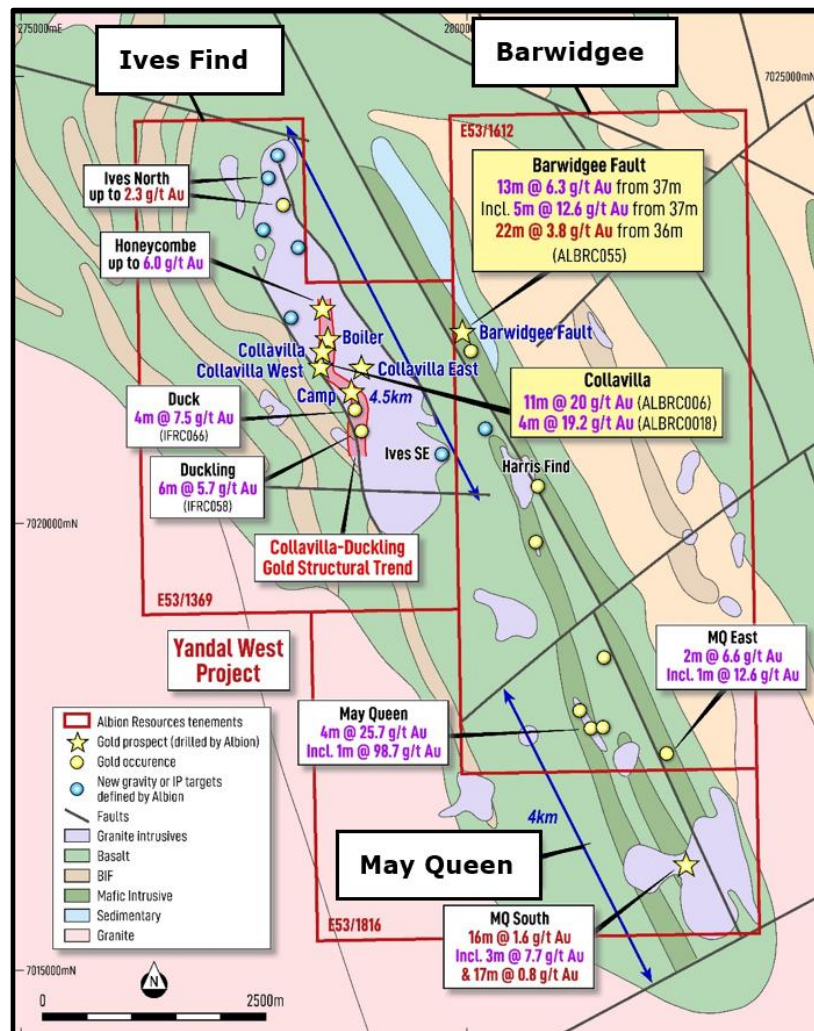 275000mE
280000mE
7025000mN
Ives Find
Barwidgee
E53/1612
Barwidgee Fault
13m @ 6.3 g/t Au from 37m
Incl. 5m @ 12.6 g/t Au from 37m
22m @ 3.8 g/t Au from 36m
(ALBRC055)
Ives North
up to 2.3 g/t Au
Honeycombe
up to 6.0 g/t Au
Boiler
Collavilla
Collavilla West
Collavilla East
Camp
4.5km
Barwidgee Fault
Collavilla
11m @ 20 g/t Au (ALBRC006)
4m @ 19.2 g/t Au (ALBRC0018)
Duck
4m @ 7.5 g/t Au
(IFRC066)
Duckling
6m @ 5.7 g/t Au
(IFRC058)
Ives SE
Harris Find
7020000mN
Collavilla-Duckling
Gold Structural Trend
E53/1369
Yandal West
Project
MQ East
2m @ 6.6 g/t Au
Incl. 1m @ 12.6 g/t Au
May Queen
4m @ 25.7 g/t Au
Incl. 1m @ 98.7 g/t Au
Albion Resources tenements
Gold prospect (drilled by Albion)
Gold occurence
New gravity or IP targets
defined by Albion
Faults
Granite intrusives
Basalt
BIF
Mafic Intrusive
Sedimentary
Granite
4km
May Queen
E53/1816
MQ South
16m @ 1.6 g/t Au
Incl. 3m @ 7.7 g/t Au
& 17m @ 0.8 g/t Au
7015000mN
N
0
2500m